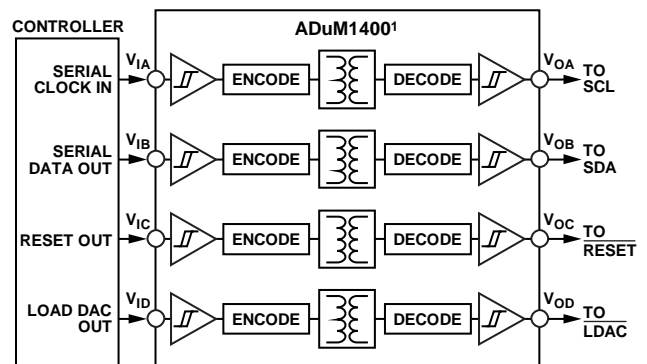 CONTROLLER
ADuM1400¹
SERIAL
CLOCK IN
V_IA
ENCODE
DECODE
V_OA
TO
SCL
SERIAL
DATA OUT
V_IB
ENCODE
DECODE
V_OB
TO
SDA
RESET OUT
V_IC
ENCODE
DECODE
V_OC
TO
RESET
LOAD DAC
OUT
V_ID
ENCODE
DECODE
V_OD
TO
LDAC